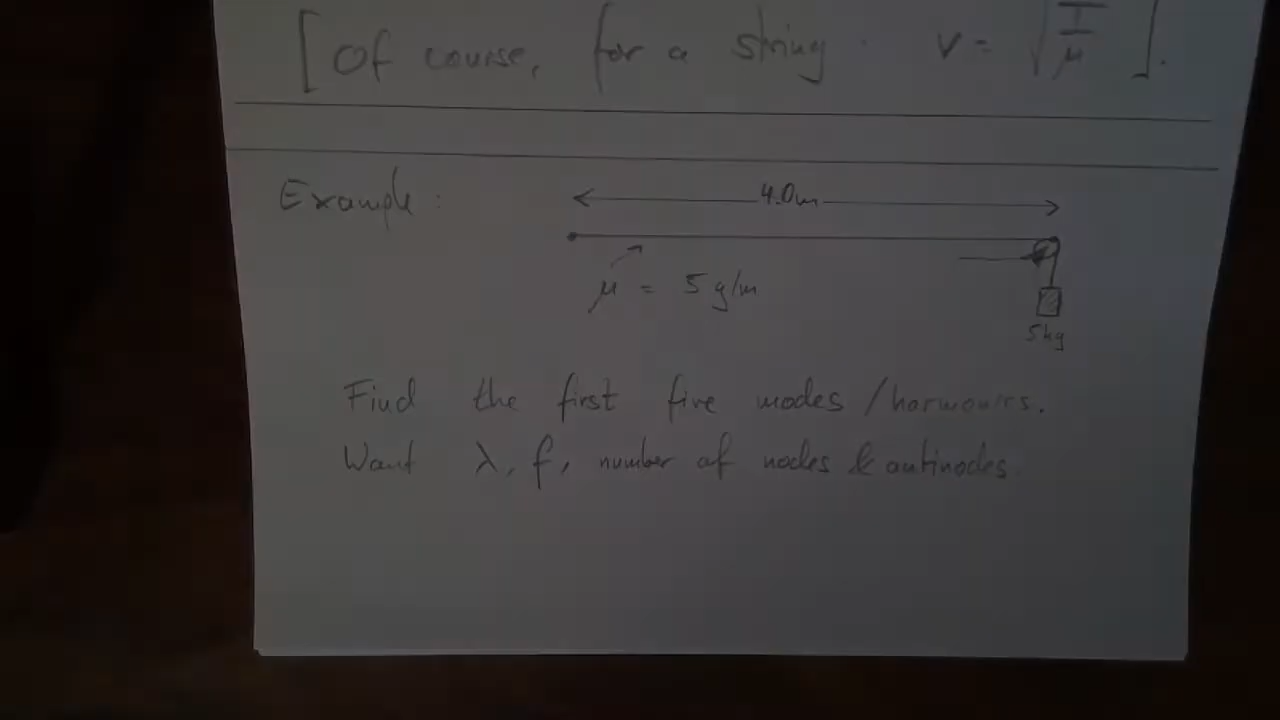 [Of course, for a string: v = √T/μ ].
Example:
4.0m
μ = 5 g/m
5kg
Find the first five modes/harmonics.
Want λ, f, number of nodes & antinodes